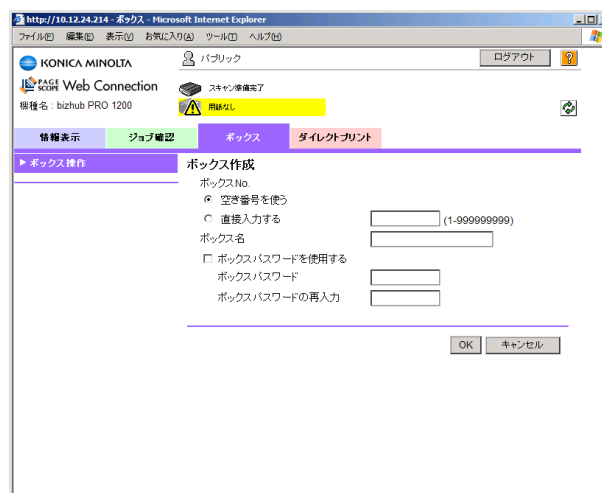 http://10.12.24.214 - ボックス - Microsoft Internet Explorer
ファイル(F) 編集(E) 表示(V) お気に入り(A) ツール(T) ヘルプ(H)
KONICA MINOLTA
パブリック
ログアウト
?
PAGE SCOPE Web Connection
スキャン準備完了
機種名 : bizhub PRO 1200
用紙なし
情報表示 ジョブ確認 ボックス ダイレクトプリント
ボックス操作
ボックス作成
ボックスNo.
空き番号を使う
直接入力する (1-999999999)
ボックス名
ボックスパスワードを使用する
ボックスパスワード
ボックスパスワードの再入力
OK キャンセル